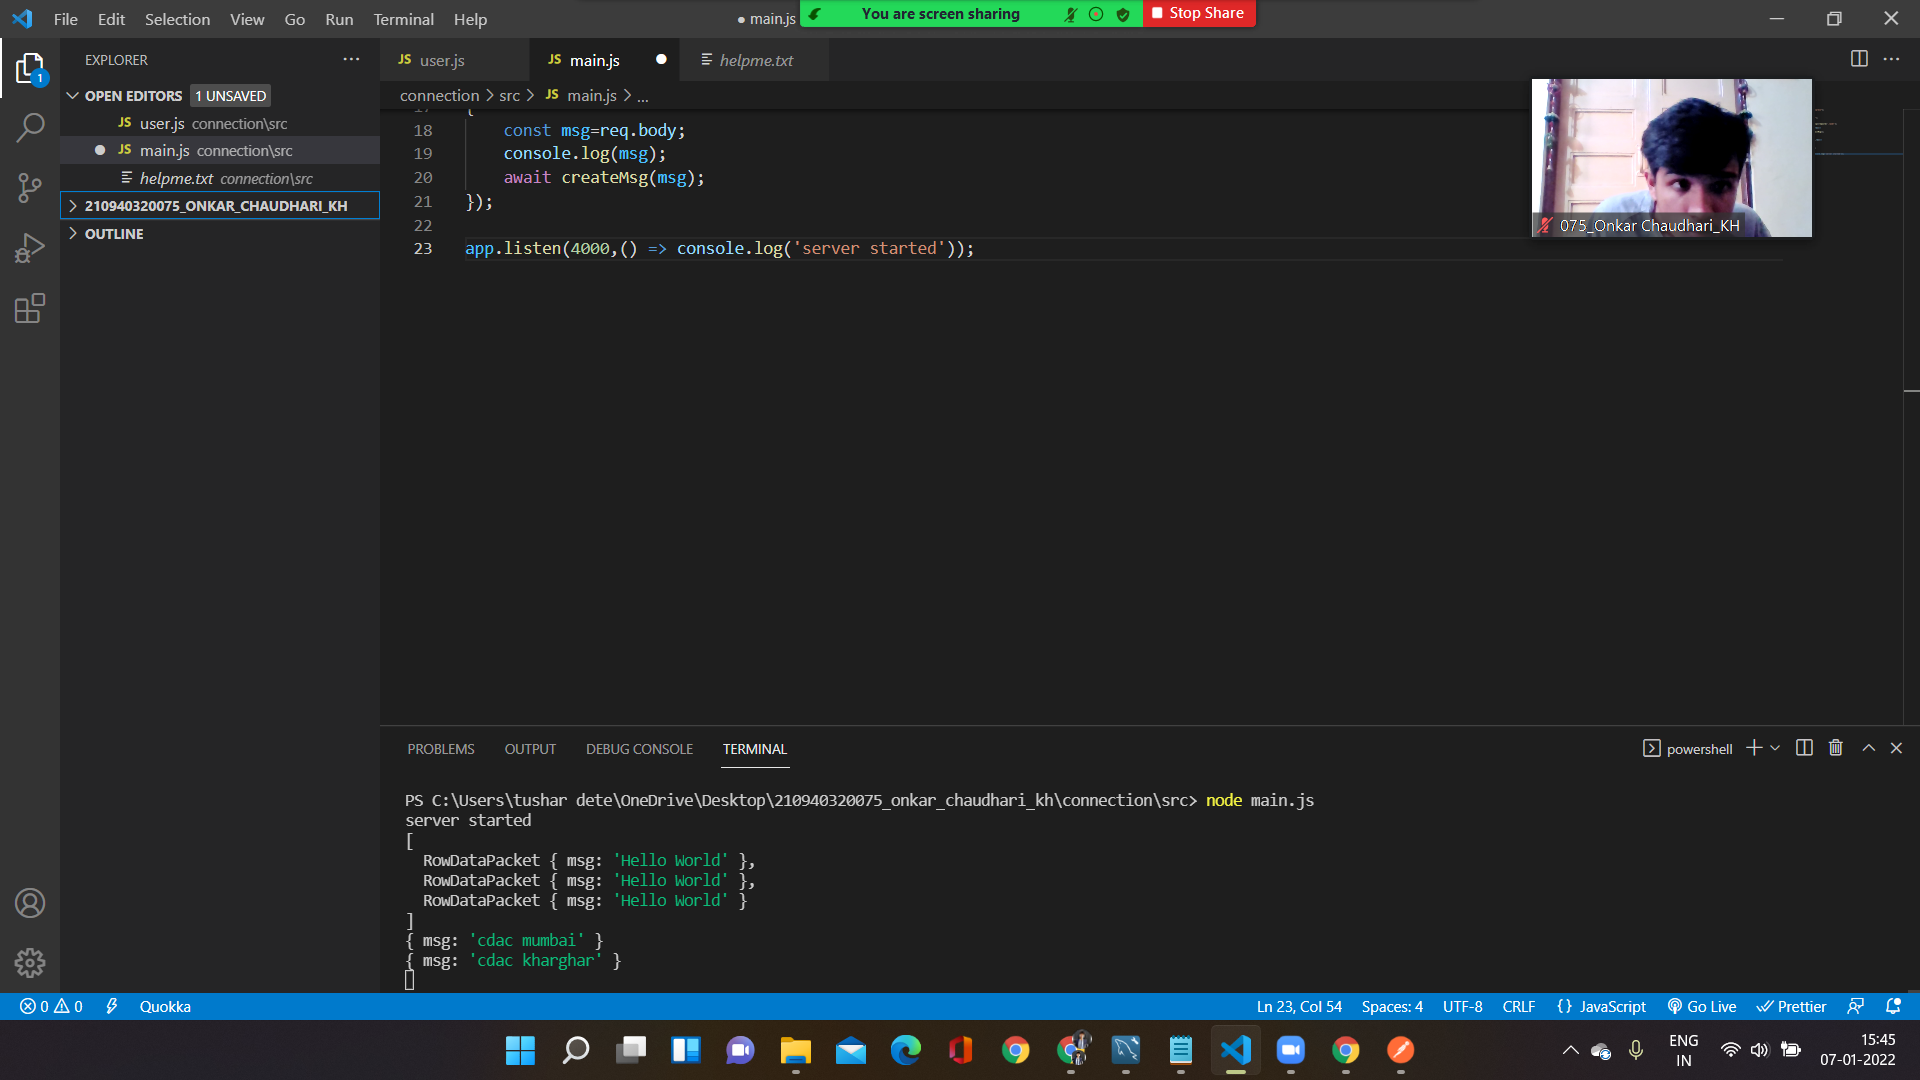 File Edit Selection View Go Run Terminal Help
● main.js
You are screen sharing
Stop Share
EXPLORER
OPEN EDITORS 1 UNSAVED
JS user.js connection\src
● JS main.js connection\src
helpme.txt connection\src
210940320075_ONKAR_CHAUDHARI_KH
OUTLINE
1
JS user.js
JS main.js ●
helpme.txt
connection > src > JS main.js > ...
18 const msg=req.body;
19 console.log(msg);
20 await createMsg(msg);
21 });
22
23 app.listen(4000,() => console.log('server started'));
075_Onkar Chaudhari_KH
PROBLEMS OUTPUT DEBUG CONSOLE TERMINAL
powershell
PS C:\Users\tushar dete\OneDrive\Desktop\210940320075_onkar_chaudhari_kh\connection\src> node main.js
server started
[
RowDataPacket { msg: 'Hello World' },
RowDataPacket { msg: 'Hello World' },
RowDataPacket { msg: 'Hello World' }
]
{ msg: 'cdac mumbai' }
{ msg: 'cdac kharghar' }
0 0 Quokka
Ln 23, Col 54 Spaces: 4 UTF-8 CRLF {} JavaScript Go Live Prettier
ENG
IN
15:45
07-01-2022